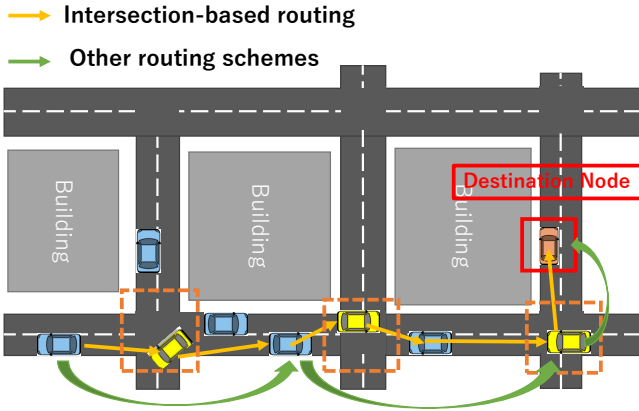 Intersection-based routing
Other routing schemes
Building
Building
Building
Destination Node